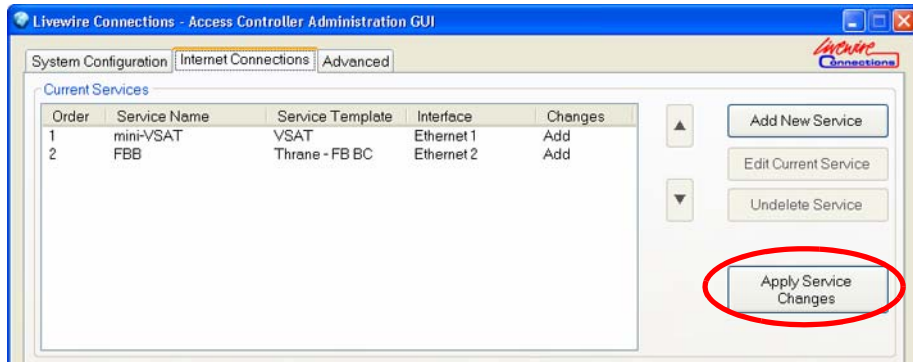 Livewire Connections - Access Controller Administration GUI
Livewire
Connections
System Configuration Internet Connections Advanced
Current Services
Order Service Name Service Template Interface Changes
1 mini-VSAT VSAT Ethernet 1 Add
2 FBB Thrane - FB BC Ethernet 2 Add
Add New Service
Edit Current Service
Undelete Service
Apply Service
Changes